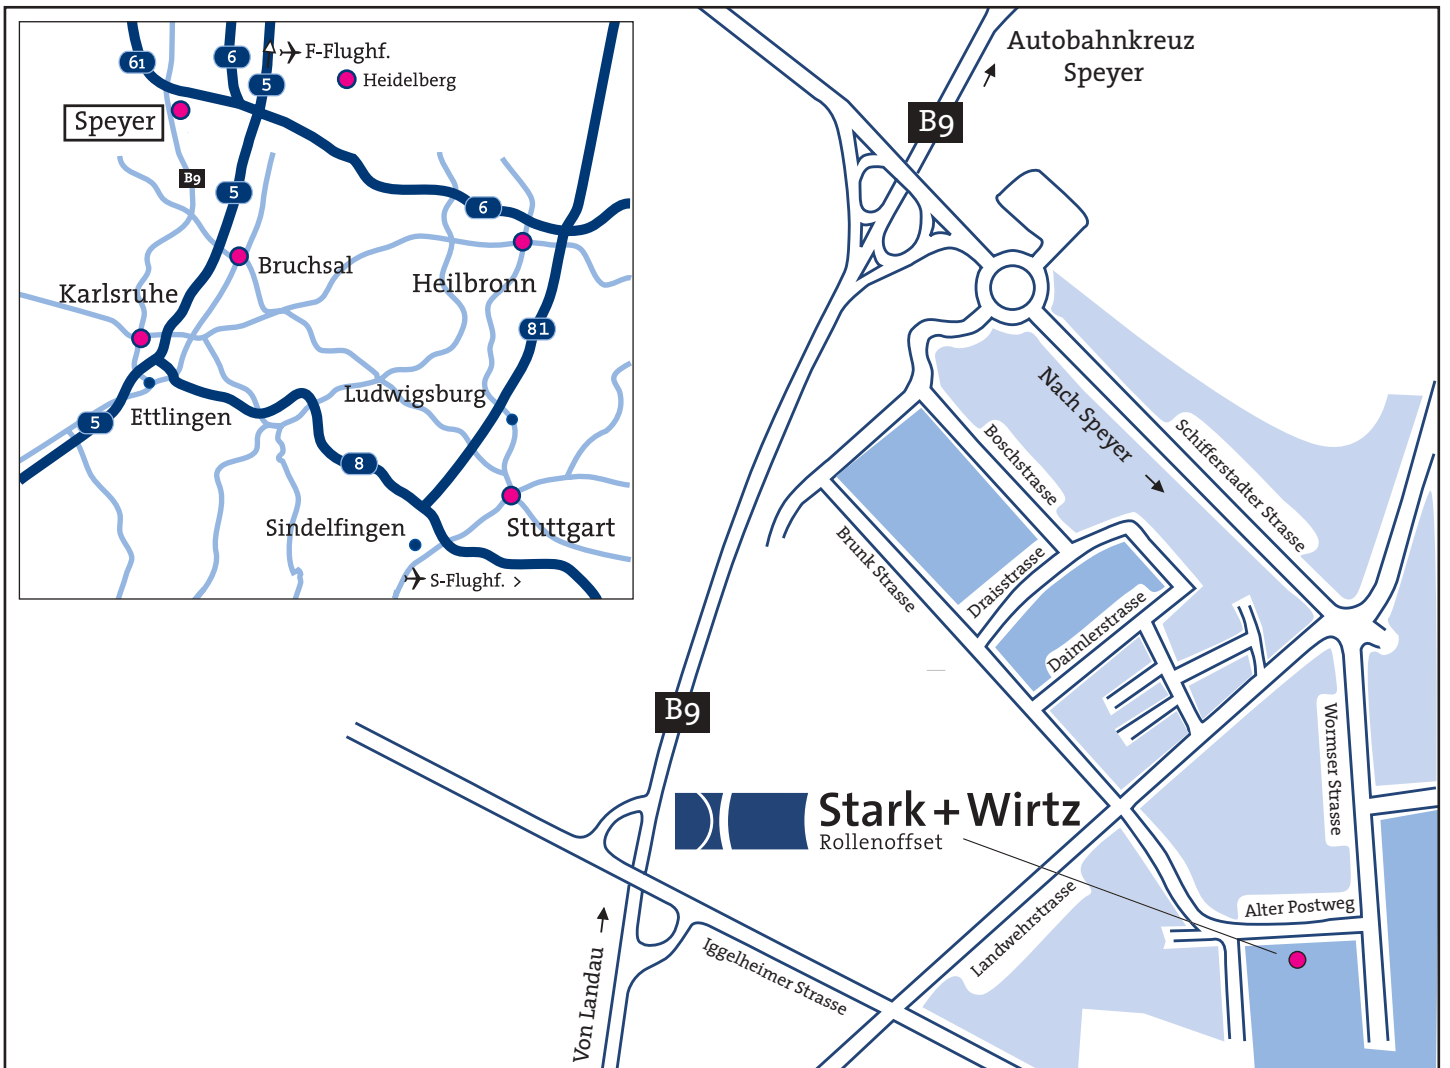 61
6
5
F-Flughf.
Heidelberg
Speyer
B9
5
6
Bruchsal
Heilbronn
Karlsruhe
81
Ludwigsburg
Ettlingen
5
8
Sindelfingen
Stuttgart
S-Flughf. >
Autobahnkreuz
Speyer
B9
Nach Speyer
Schifferstadter Strasse
Boschstrasse
Brunk Strasse
Draisstrasse
Daimlerstrasse
B9
Wormser Strasse
Stark + Wirtz
Rollenoffset
Landwehrstrasse
Alter Postweg
Iggelheimer Strasse
Von Landau